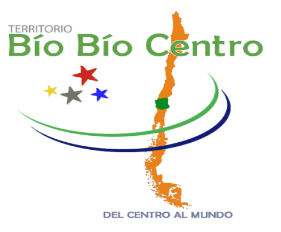 TERRITORIO
Bío Bío Centro
DEL CENTRO AL MUNDO